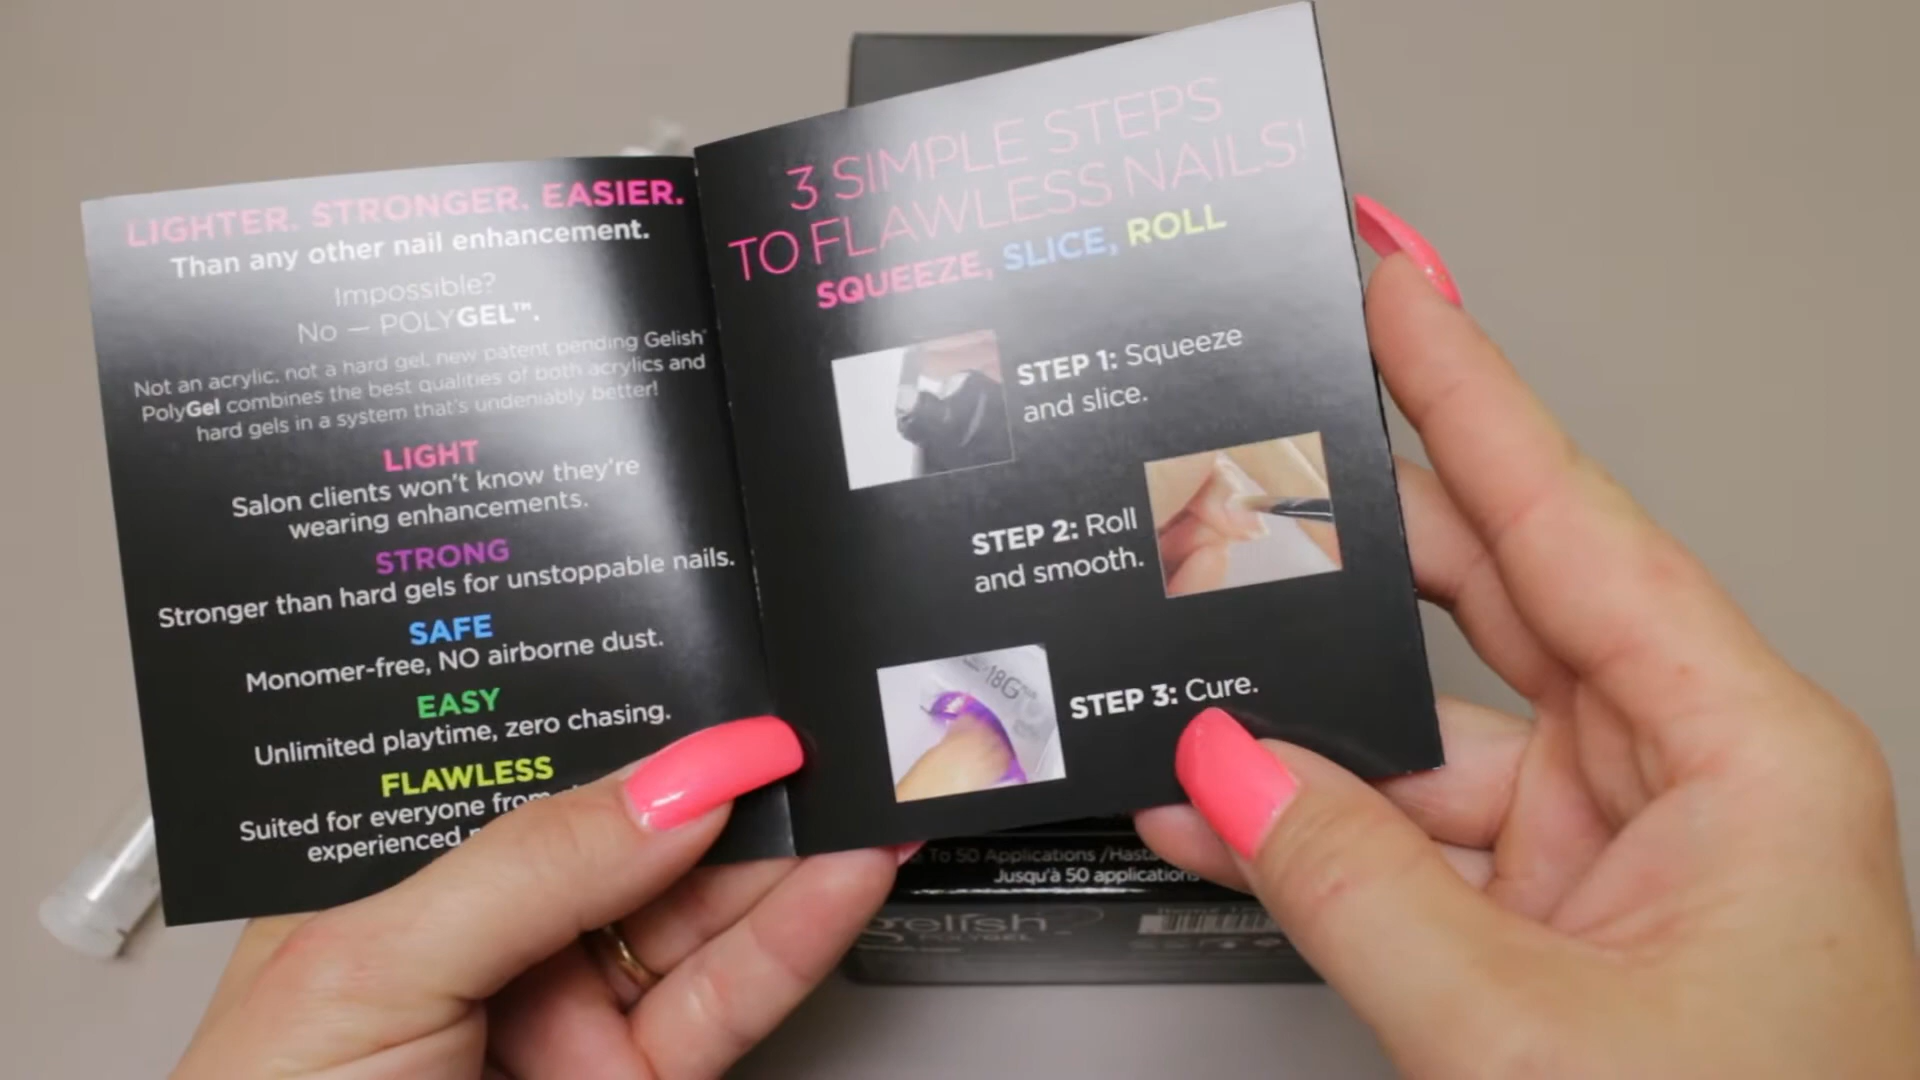 LIGHTER. STRONGER. EASIER.
Than any other nail enhancement.
Impossible?
No — POLYGEL™.
Not an acrylic, not a hard gel, new patent pending Gelish®
PolyGel combines the best qualities of both acrylics and
hard gels in a system that's undeniably better!
LIGHT
Salon clients won't know they're
wearing enhancements.
STRONG
Stronger than hard gels for unstoppable nails.
SAFE
Monomer-free, NO airborne dust.
EASY
Unlimited playtime, zero chasing.
FLAWLESS
Suited for everyone from
experienced
3 SIMPLE STEPS
TO FLAWLESS NAILS!
SQUEEZE, SLICE, ROLL
STEP 1: Squeeze
and slice.
STEP 2: Roll
and smooth.
18G
STEP 3: Cure.
To 50 Applications /Hasta
Jusqu'à 50 applications
gelish
POLYGEL